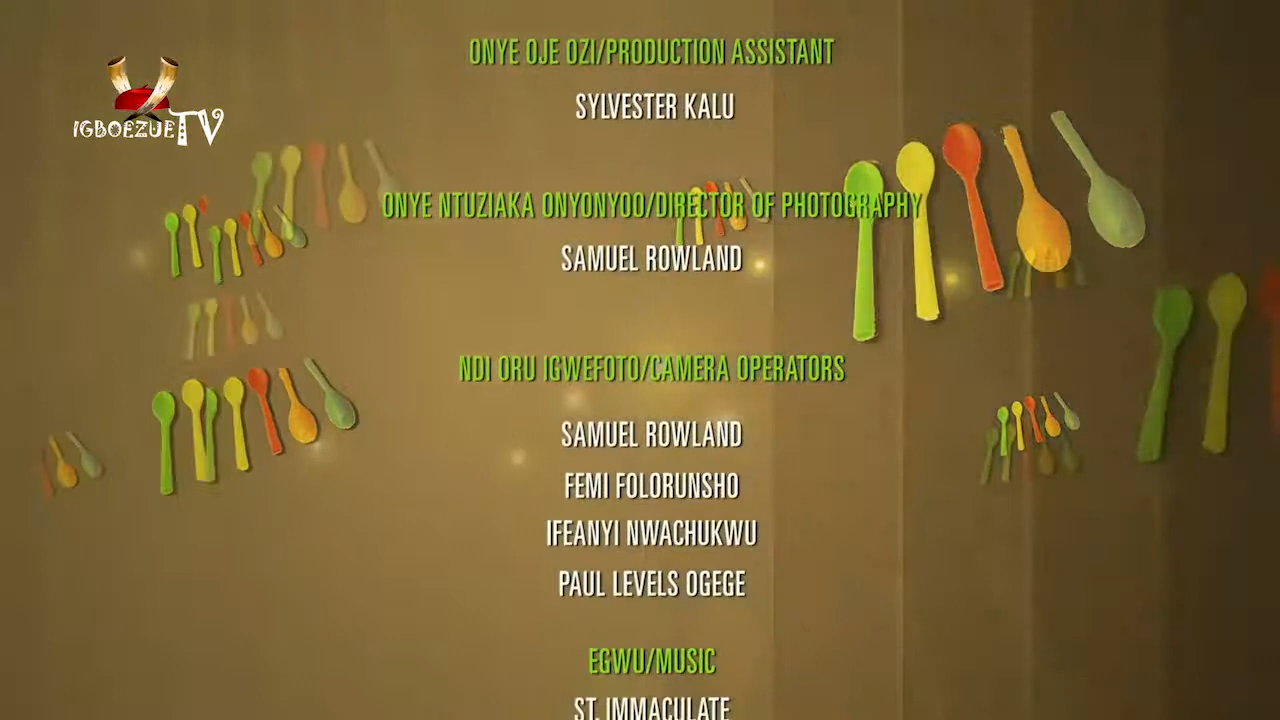 IGBOEZUE TV
ONYE OJE OZI/PRODUCTION ASSISTANT
SYLVESTER KALU
ONYE NTUZIAKA ONYONYOO/DIRECTOR OF PHOTOGRAPHY
SAMUEL ROWLAND
NDI ORU IGWEFOTO/CAMERA OPERATORS
SAMUEL ROWLAND
FEMI FOLORUNSHO
IFEANYI NWACHUKWU
PAUL LEVELS OGEGE
EGWU/MUSIC
ST. IMMACULATE